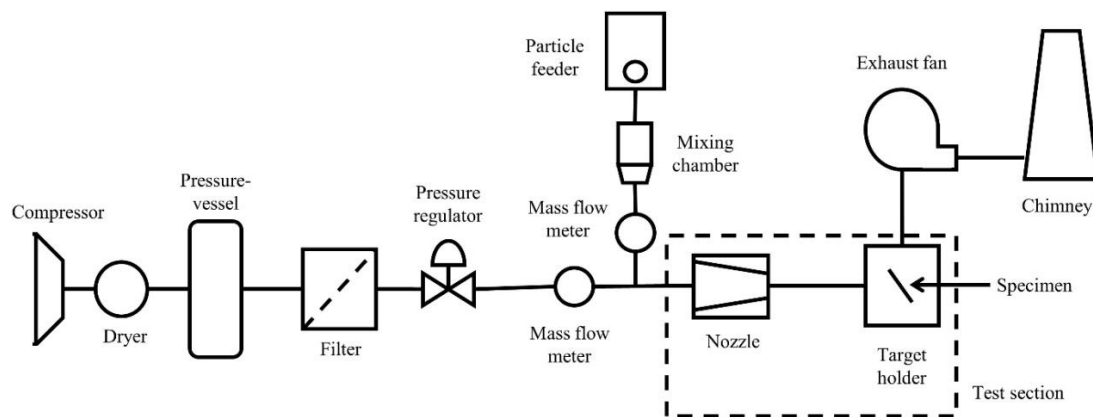 Particle
feeder
Exhaust fan
Mixing
chamber
Pressure-
vessel
Pressure
regulator
Compressor
Mass flow
meter
Chimney
Specimen
Dryer
Filter
Mass flow
meter
Nozzle
Target
holder
Test section